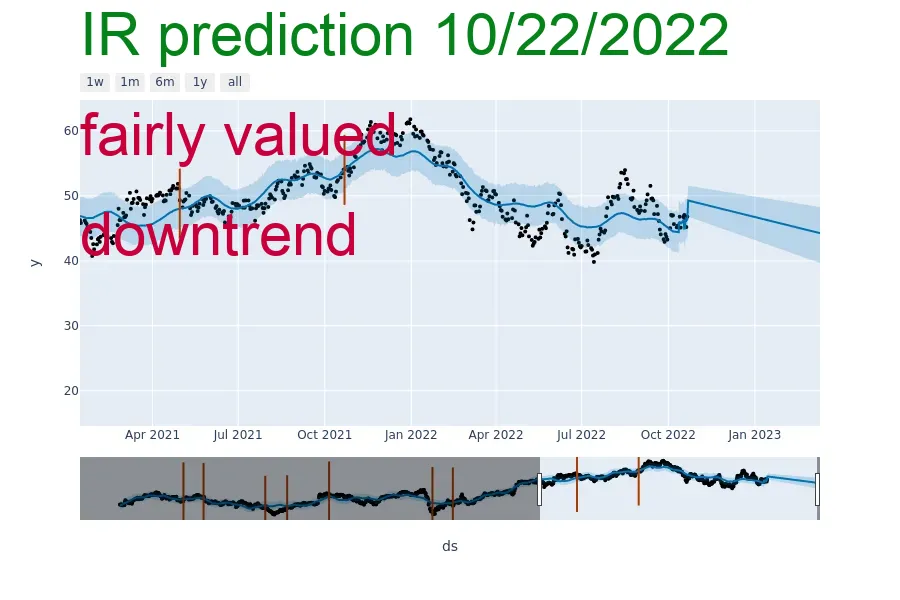 IR prediction 10/22/2022
1w 1m 6m 1y all
fairly valued
downtrend
60
50
40
30
20
y
Apr 2021 Jul 2021 Oct 2021 Jan 2022 Apr 2022 Jul 2022 Oct 2022 Jan 2023
ds